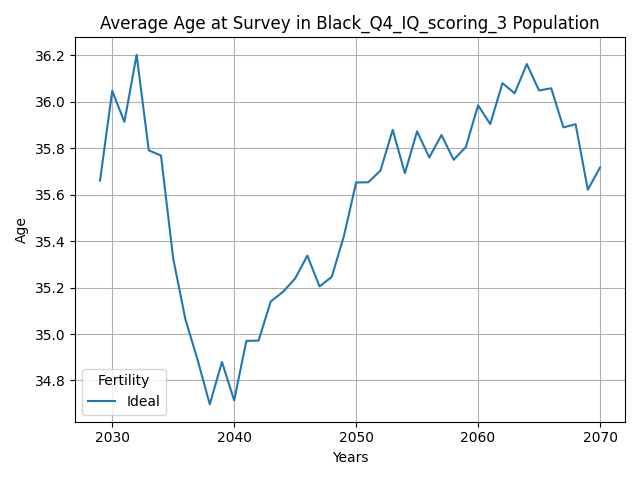 Average Age at Survey in Black_Q4_IQ_scoring_3 Population
Age
36.2
36.0
35.8
35.6
35.4
35.2
35.0
34.8
Fertility
Ideal
2030 2040 2050 2060 2070
Years